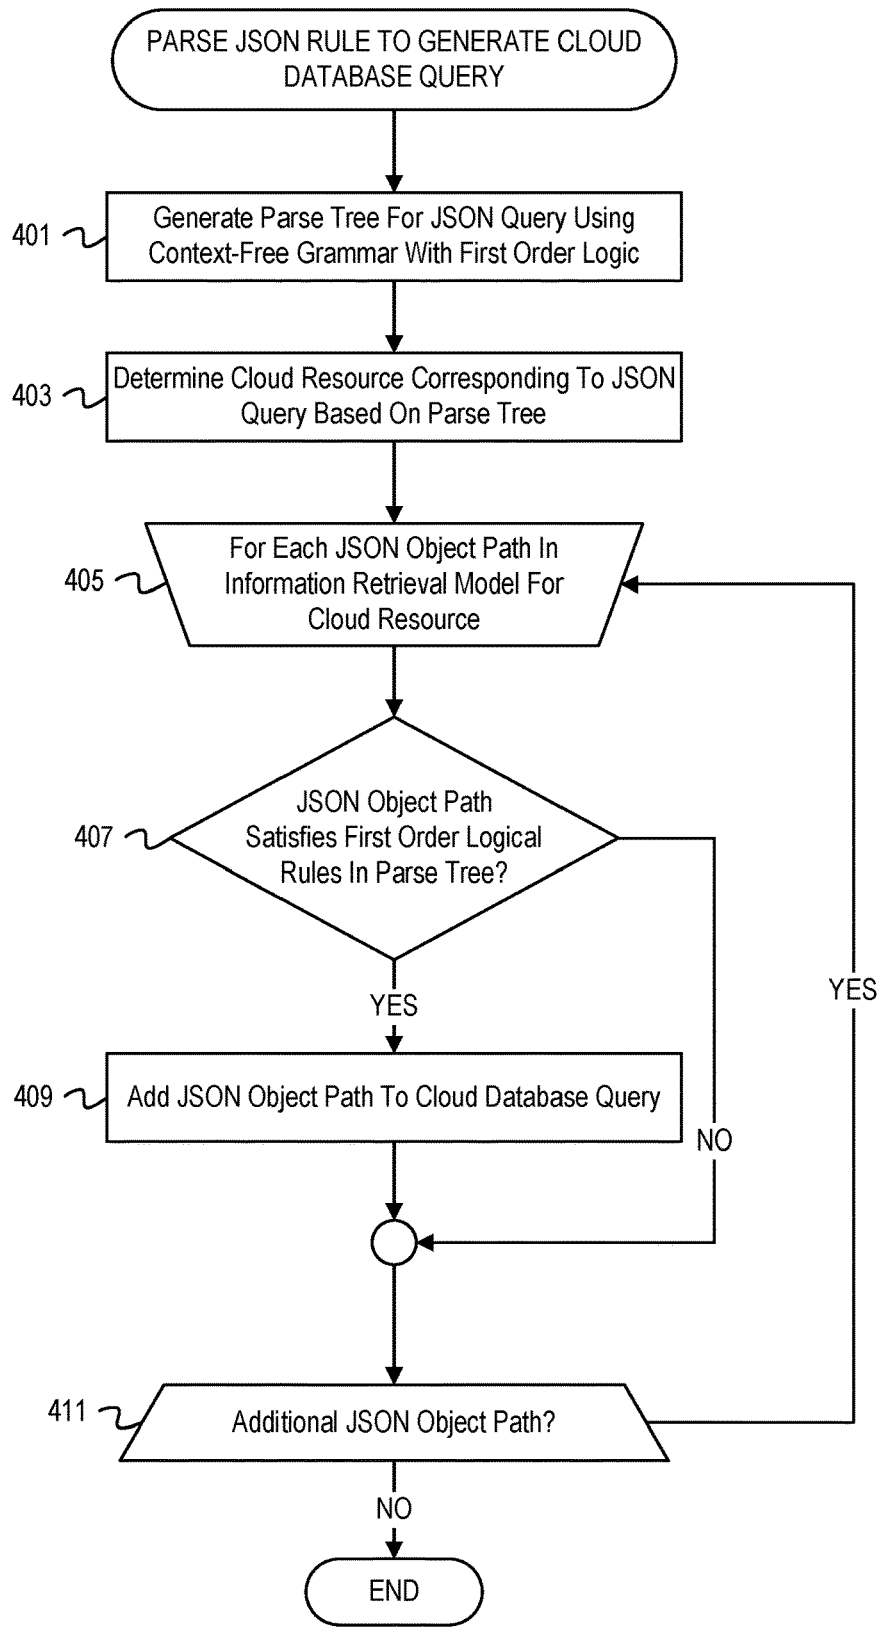 PARSE JSON RULE TO GENERATE CLOUD
DATABASE QUERY
401
Generate Parse Tree For JSON Query Using
Context-Free Grammar With First Order Logic
403
Determine Cloud Resource Corresponding To JSON
Query Based On Parse Tree
405
For Each JSON Object Path In
Information Retrieval Model For
Cloud Resource
407
JSON Object Path
Satisfies First Order Logical
Rules In Parse Tree?
YES
YES
409
Add JSON Object Path To Cloud Database Query
NO
411
Additional JSON Object Path?
NO
END